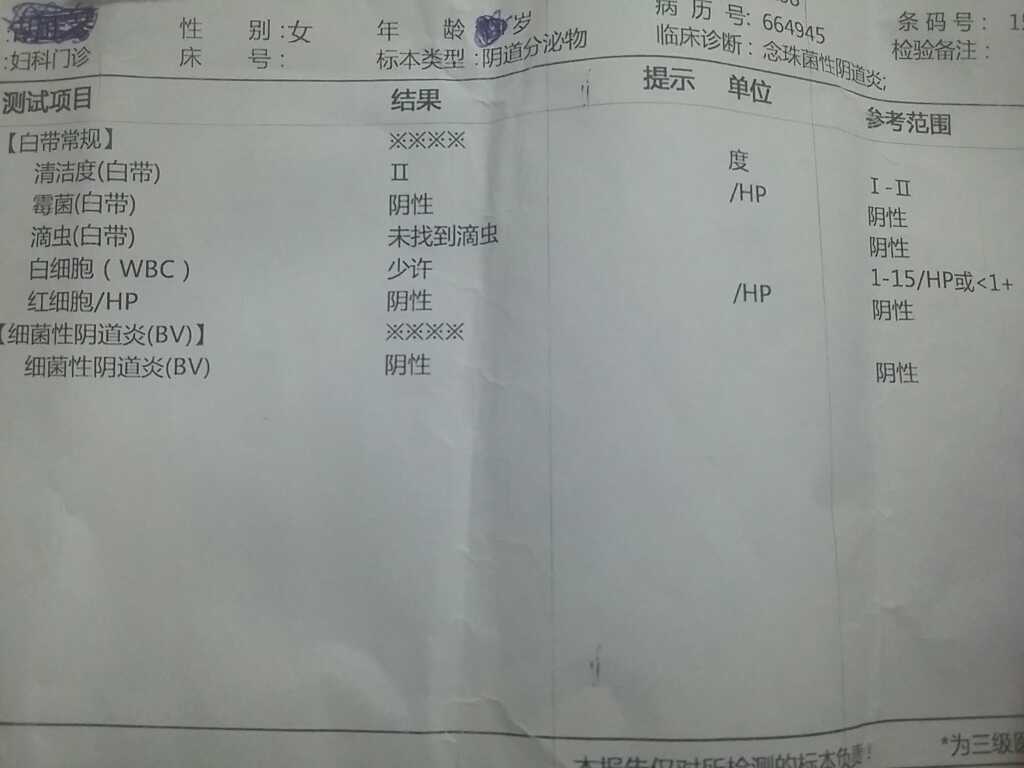 性 别:女 年 龄 岁 病 历 号: 664945 条 码 号: 1
:妇科门诊 床 号: 标本类型:阴道分泌物 临床诊断: 念珠菌性阴道炎; 检验备注:
测试项目 结果 提示 单位 参考范围
【白带常规】 ※※※※
清洁度(白带) Ⅱ 度 Ⅰ-Ⅱ
霉菌(白带) 阴性 /HP 阴性
滴虫(白带) 未找到滴虫 阴性
白细胞(WBC) 少许 1-15/HP或<1+
红细胞/HP 阴性 /HP 阴性
【细菌性阴道炎(BV)】 ※※※※
细菌性阴道炎(BV) 阴性 阴性
*为三级医
本报告仅对所检测的标本负责!